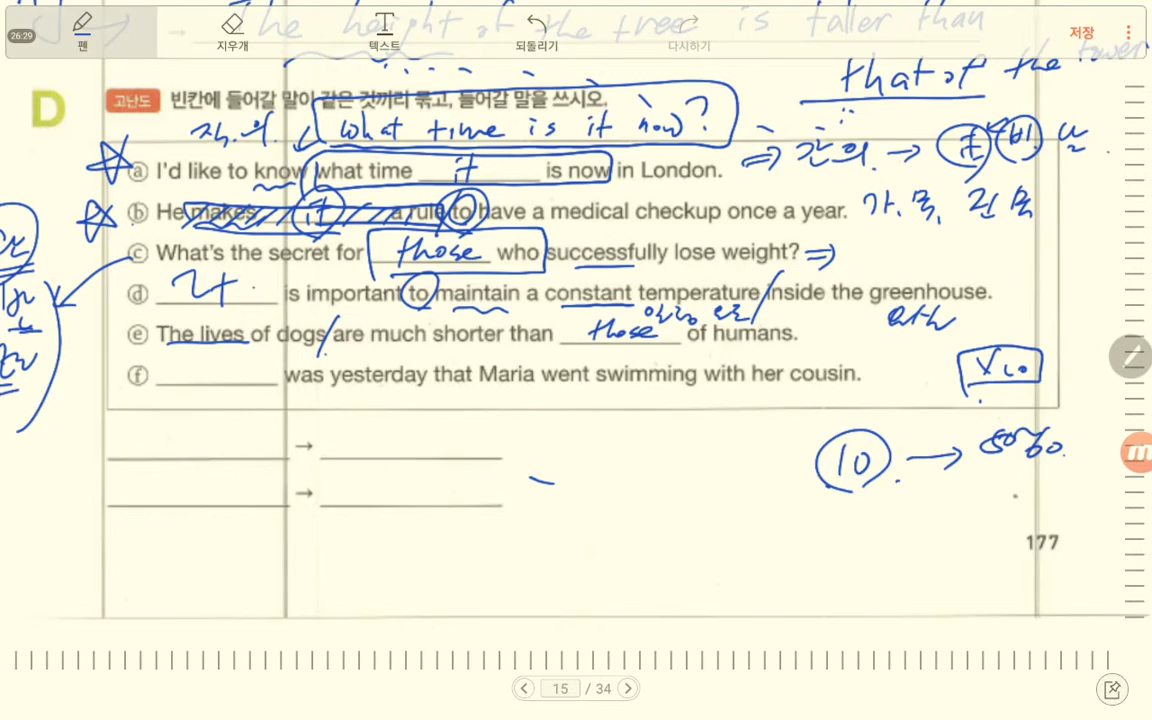 The height of the tree is taller than
26:29
펜
지우개
텍스트
되돌리기
다시하기
저장
that of the tower
D
고난도 빈칸에 들어갈 말이 같은 것끼리 묶고, 들어갈 말을 쓰시오.
What time is it now?
ⓐ I'd like to know what time it is now in London.
⇒ 간의. →
ⓑ He makes it a rule to have a medical checkup once a year.
ⓒ What's the secret for those who successfully lose weight? ⇒
ⓓ is important to maintain a constant temperature inside the greenhouse.
ⓔ The lives of dogs are much shorter than those of humans.
ⓕ was yesterday that Maria went swimming with her cousin.
→
10 → 50~60.
→
177
15 / 34